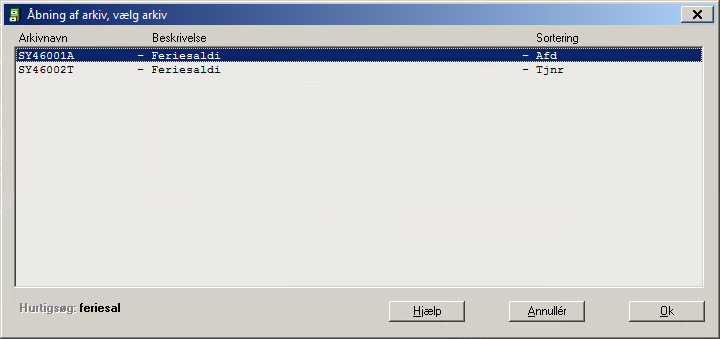 Åbning af arkiv, vælg arkiv
Arkivnavn Beskrivelse Sortering
SY46001A - Feriesaldi - Afd
SY46002T - Feriesaldi - Tjnr
Hurtigsøg: feriesal Hjælp Annullér Ok